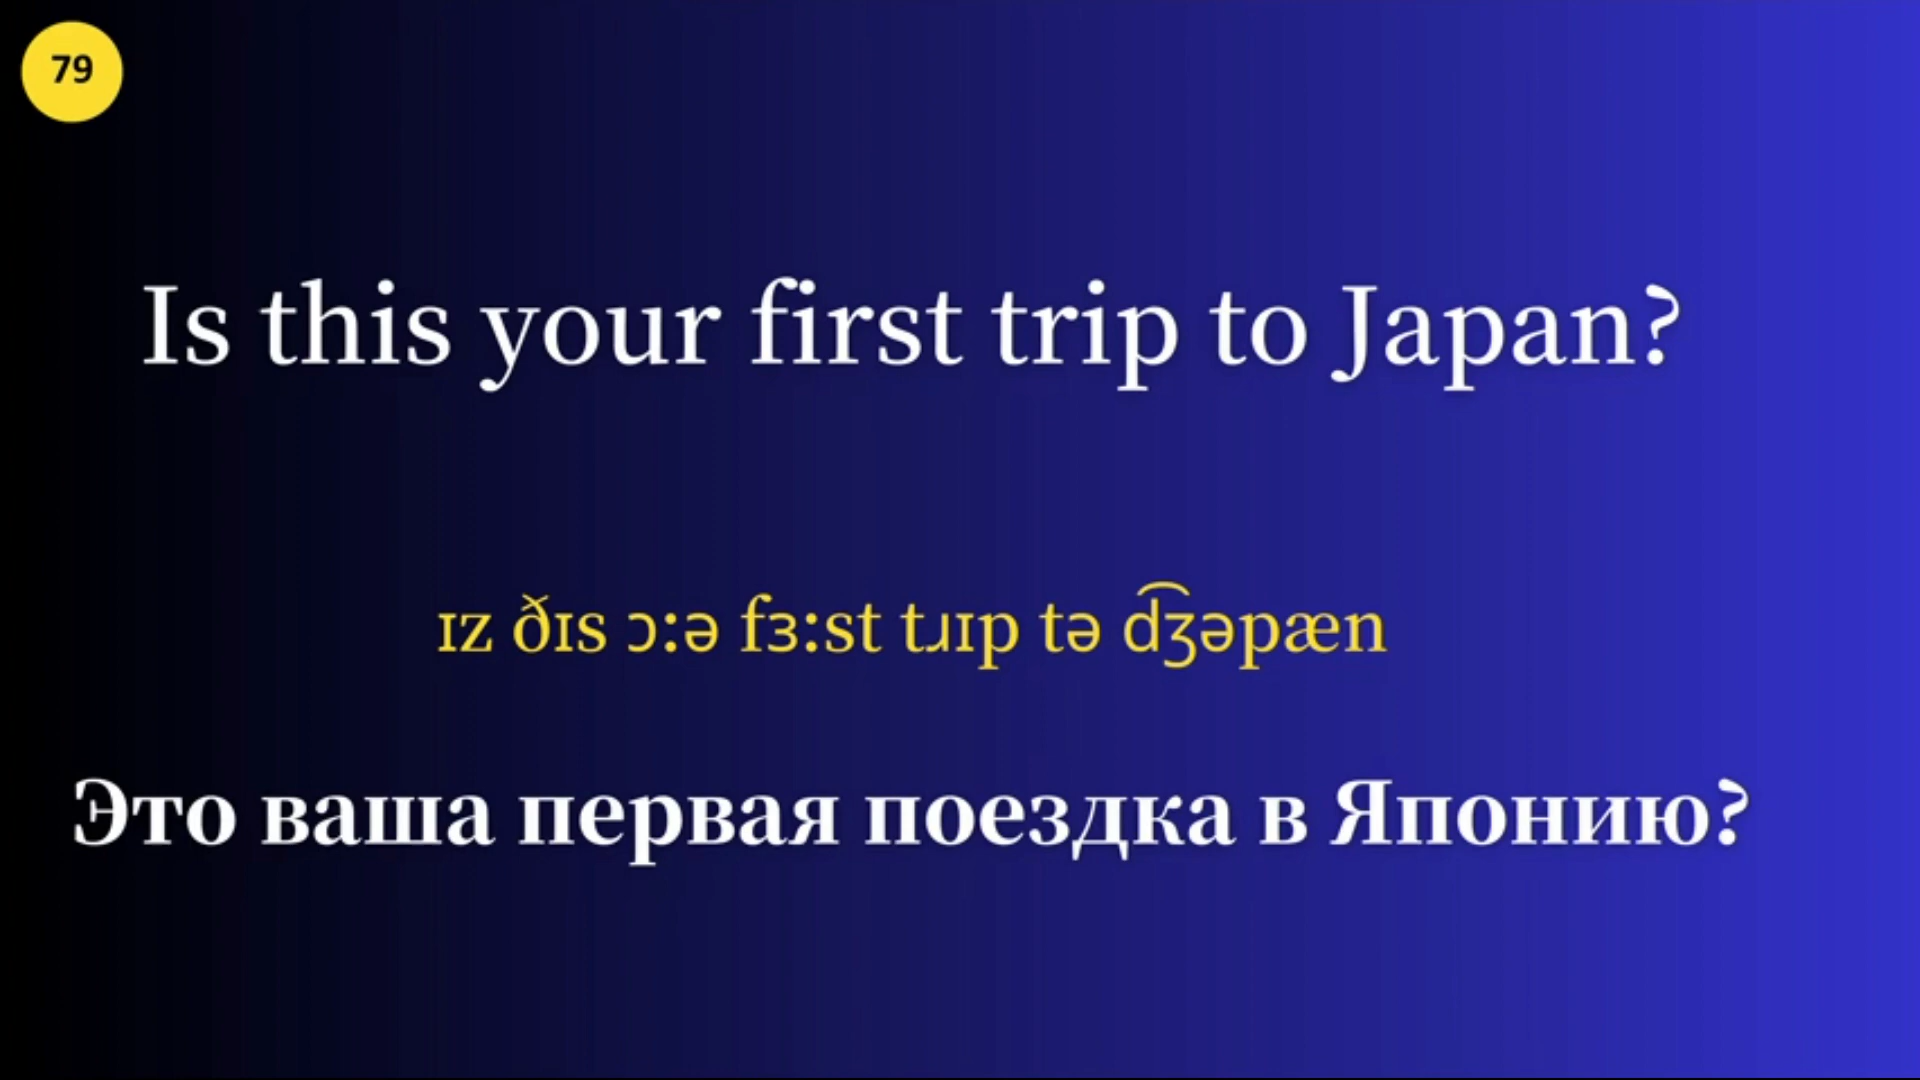 79
Is this your first trip to Japan?
ɪz ðɪs ɔːə fɜːst tɹɪp tə d͡ʒəpæn
Это ваша первая поездка в Японию?